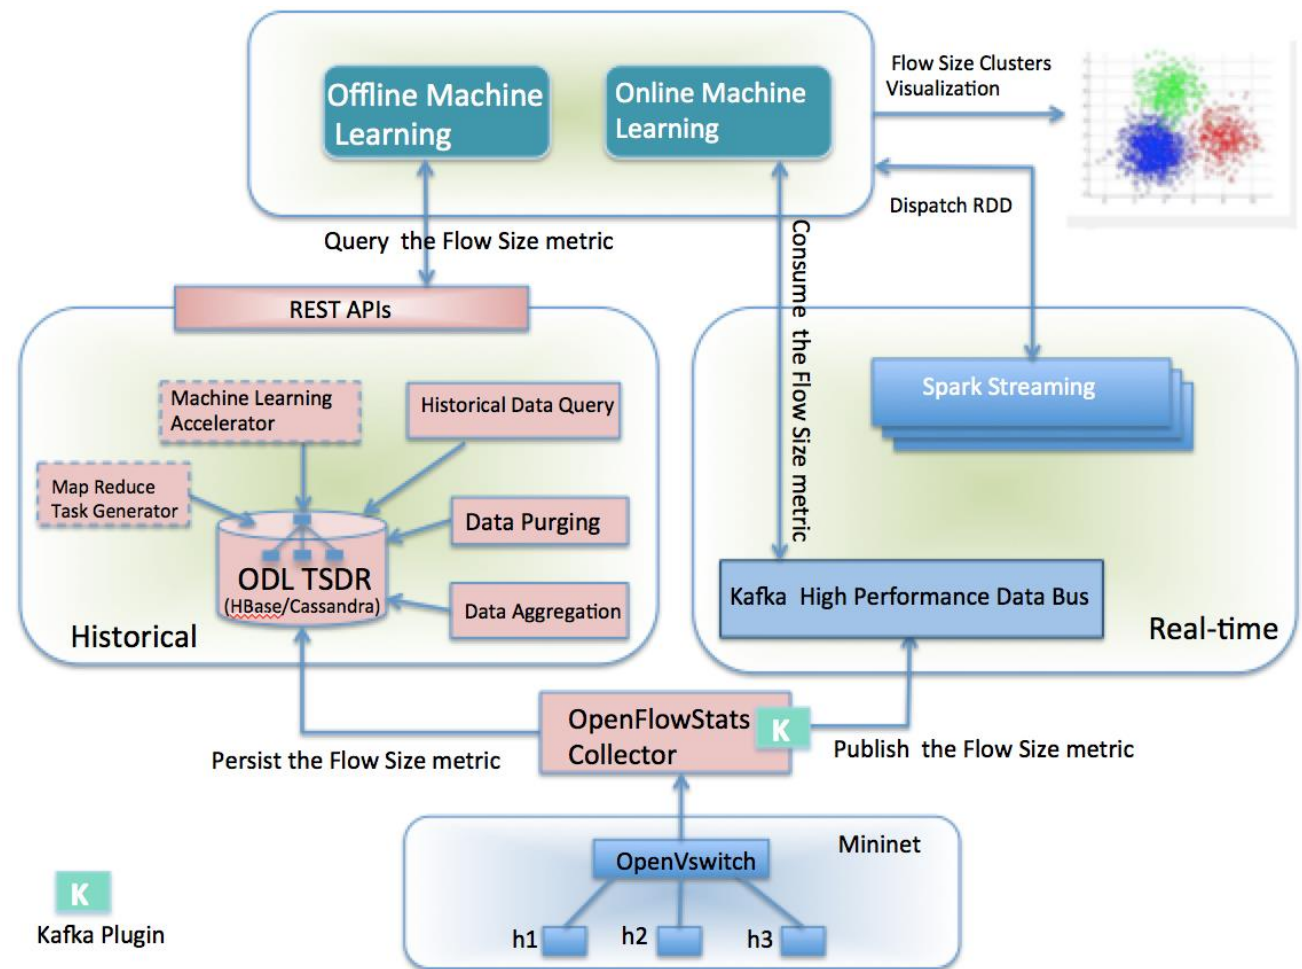 Offline Machine
Learning
Online Machine
Learning
Flow Size Clusters
Visualization
Dispatch RDD
Query the Flow Size metric
Consume the Flow Size metric
REST APIs
Machine Learning
Accelerator
Historical Data Query
Map Reduce
Task Generator
Data Purging
ODL TSDR
(HBase/Cassandra)
Data Aggregation
Historical
Spark Streaming
Kafka High Performance Data Bus
Real-time
OpenFlowStats
Collector
K
Persist the Flow Size metric
Publish the Flow Size metric
Mininet
OpenVswitch
h1
h2
h3
K
Kafka Plugin